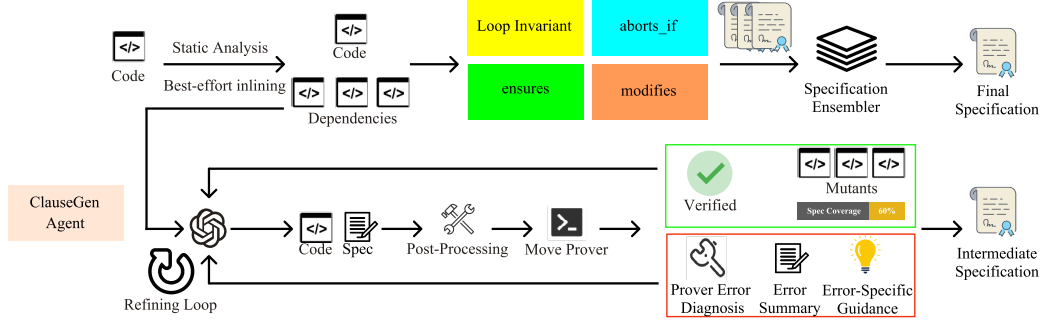 Code
Static Analysis
Best-effort inlining
</>
Code
</> </> </>
Dependencies
Loop Invariant
aborts_if
ensures
modifies
Specification
Ensembler
Final
Specification
ClauseGen
Agent
Refining Loop
Code
Spec
Post-Processing
Move Prover
Verified
</> </> </>
Mutants
Spec Coverage 60%
Prover Error
Diagnosis
Error
Summary
Error-Specific
Guidance
Intermediate
Specification